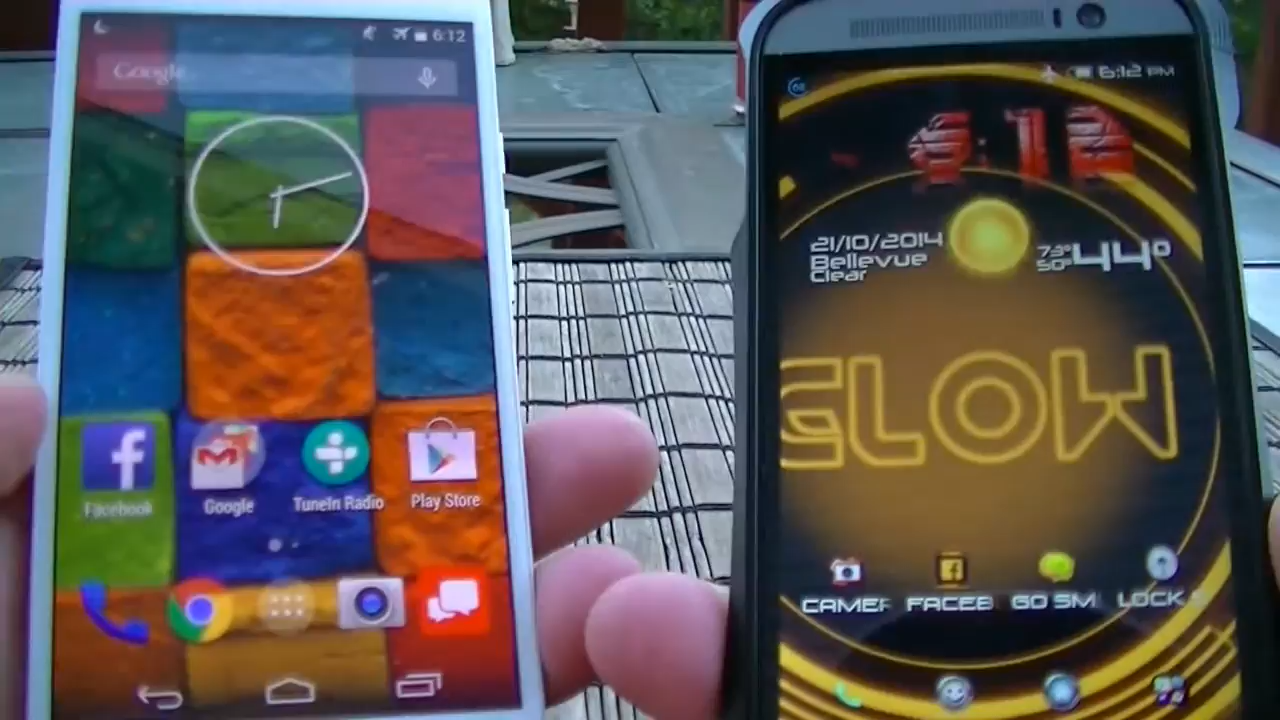 6:12
Google
Facebook
Google
TuneIn Radio
Play Store
6:12 PM
6:12
21/10/2014
Bellevue
Clear
73°
50°
44°
GLOW
CAMER
FACEB
GO SM
LOCK S